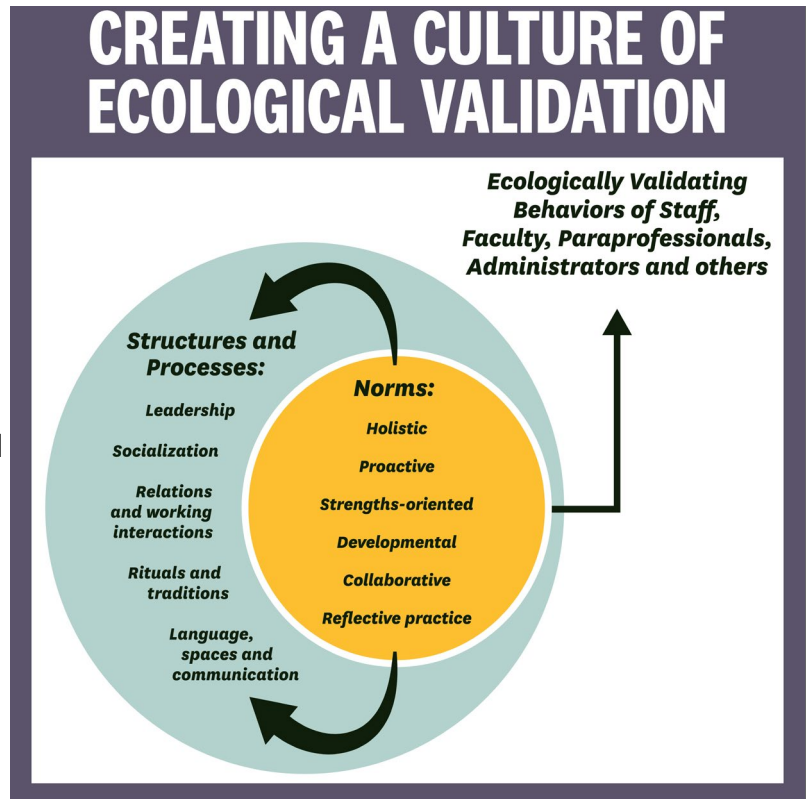 CREATING A CULTURE OF
ECOLOGICAL VALIDATION
Ecologically Validating
Behaviors of Staff,
Faculty, Paraprofessionals,
Administrators and others
Structures and
Processes:
Leadership
Socialization
Relations
and working
interactions
Rituals and
traditions
Language,
spaces and
communication
Norms:
Holistic
Proactive
Strengths-oriented
Developmental
Collaborative
Reflective practice